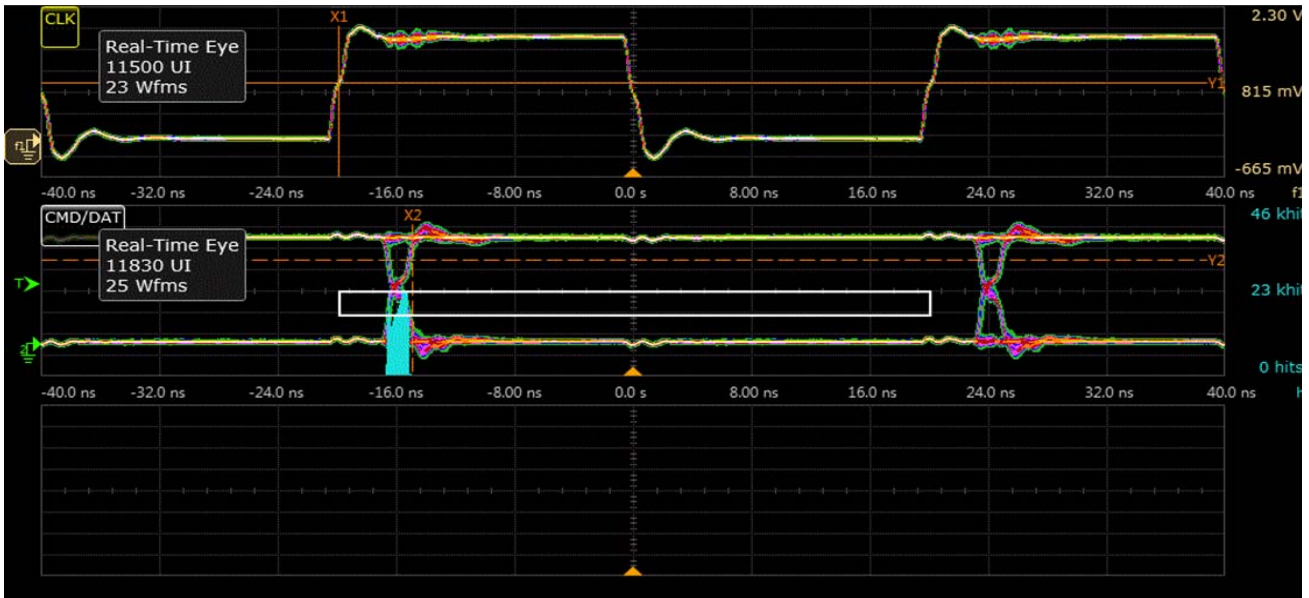 CLK
X1
2.30 V
Real-Time Eye
11500 UI
23 Wfms
Y1
815 mV
f1
-665 mV
-40.0 ns -32.0 ns -24.0 ns -16.0 ns -8.00 ns 0.0 s 8.00 ns 16.0 ns 24.0 ns 32.0 ns 40.0 ns f1
CMD/DAT
X2
46 khit
Real-Time Eye
11830 UI
25 Wfms
Y2
T
23 khit
2
0 hits
-40.0 ns -32.0 ns -24.0 ns -16.0 ns -8.00 ns 0.0 s 8.00 ns 16.0 ns 24.0 ns 32.0 ns 40.0 ns